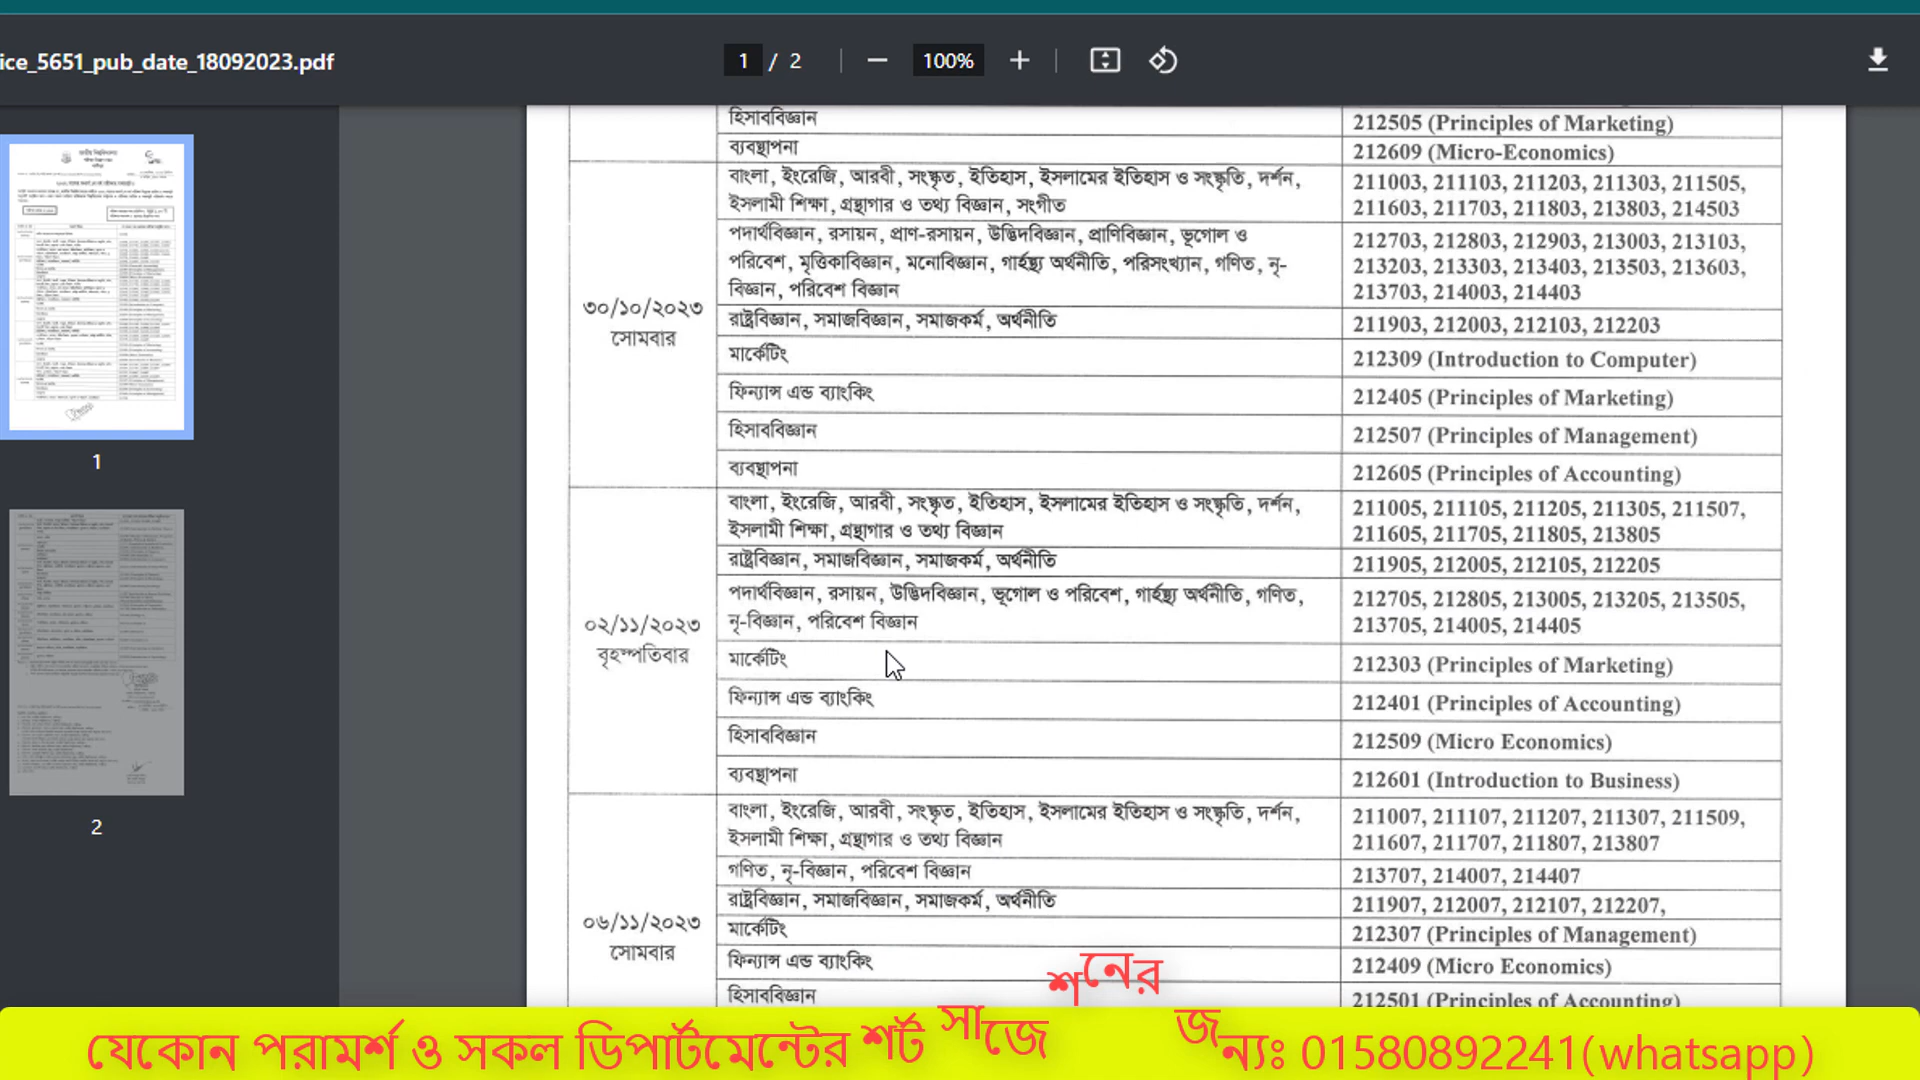 ice_5651_pub_date_18092023.pdf
1 / 2
100%
হিসাববিজ্ঞান
212505 (Principles of Marketing)
ব্যবস্থাপনা
212609 (Micro-Economics)
৩০/১০/২০২৩
সোমবার
বাংলা, ইংরেজি, আরবী, সংস্কৃত, ইতিহাস, ইসলামের ইতিহাস ও সংস্কৃতি, দর্শন,
ইসলামী শিক্ষা, গ্রন্থাগার ও তথ্য বিজ্ঞান, সংগীত
211003, 211103, 211203, 211303, 211505,
211603, 211703, 211803, 213803, 214503
পদার্থবিজ্ঞান, রসায়ন, প্রাণ-রসায়ন, উদ্ভিদবিজ্ঞান, প্রাণিবিজ্ঞান, ভূগোল ও
পরিবেশ, মৃত্তিকাবিজ্ঞান, মনোবিজ্ঞান, গার্হস্থ্য অর্থনীতি, পরিসংখ্যান, গণিত, নৃ-
বিজ্ঞান, পরিবেশ বিজ্ঞান
212703, 212803, 212903, 213003, 213103,
213203, 213303, 213403, 213503, 213603,
213703, 214003, 214403
রাষ্ট্রবিজ্ঞান, সমাজবিজ্ঞান, সমাজকর্ম, অর্থনীতি
211903, 212003, 212103, 212203
মার্কেটিং
212309 (Introduction to Computer)
ফিন্যান্স এন্ড ব্যাংকিং
212405 (Principles of Marketing)
হিসাববিজ্ঞান
212507 (Principles of Management)
ব্যবস্থাপনা
212605 (Principles of Accounting)
০২/১১/২০২৩
বৃহস্পতিবার
বাংলা, ইংরেজি, আরবী, সংস্কৃত, ইতিহাস, ইসলামের ইতিহাস ও সংস্কৃতি, দর্শন,
ইসলামী শিক্ষা, গ্রন্থাগার ও তথ্য বিজ্ঞান
211005, 211105, 211205, 211305, 211507,
211605, 211705, 211805, 213805
রাষ্ট্রবিজ্ঞান, সমাজবিজ্ঞান, সমাজকর্ম, অর্থনীতি
211905, 212005, 212105, 212205
পদার্থবিজ্ঞান, রসায়ন, উদ্ভিদবিজ্ঞান, ভূগোল ও পরিবেশ, গার্হস্থ্য অর্থনীতি, গণিত,
নৃ-বিজ্ঞান, পরিবেশ বিজ্ঞান
212705, 212805, 213005, 213205, 213505,
213705, 214005, 214405
মার্কেটিং
212303 (Principles of Marketing)
ফিন্যান্স এন্ড ব্যাংকিং
212401 (Principles of Accounting)
হিসাববিজ্ঞান
212509 (Micro Economics)
ব্যবস্থাপনা
212601 (Introduction to Business)
০৬/১১/২০২৩
সোমবার
বাংলা, ইংরেজি, আরবী, সংস্কৃত, ইতিহাস, ইসলামের ইতিহাস ও সংস্কৃতি, দর্শন,
ইসলামী শিক্ষা, গ্রন্থাগার ও তথ্য বিজ্ঞান
211007, 211107, 211207, 211307, 211509,
211607, 211707, 211807, 213807
গণিত, নৃ-বিজ্ঞান, পরিবেশ বিজ্ঞান
213707, 214007, 214407
রাষ্ট্রবিজ্ঞান, সমাজবিজ্ঞান, সমাজকর্ম, অর্থনীতি
211907, 212007, 212107, 212207,
মার্কেটিং
212307 (Principles of Management)
ফিন্যান্স এন্ড ব্যাংকিং
212409 (Micro Economics)
হিসাববিজ্ঞান
212501 (Principles of Accounting)
1
2
যেকোন পরামর্শ ও সকল ডিপার্টমেন্টের শর্ট সাজেশনের জন্যঃ 01580892241(whatsapp)